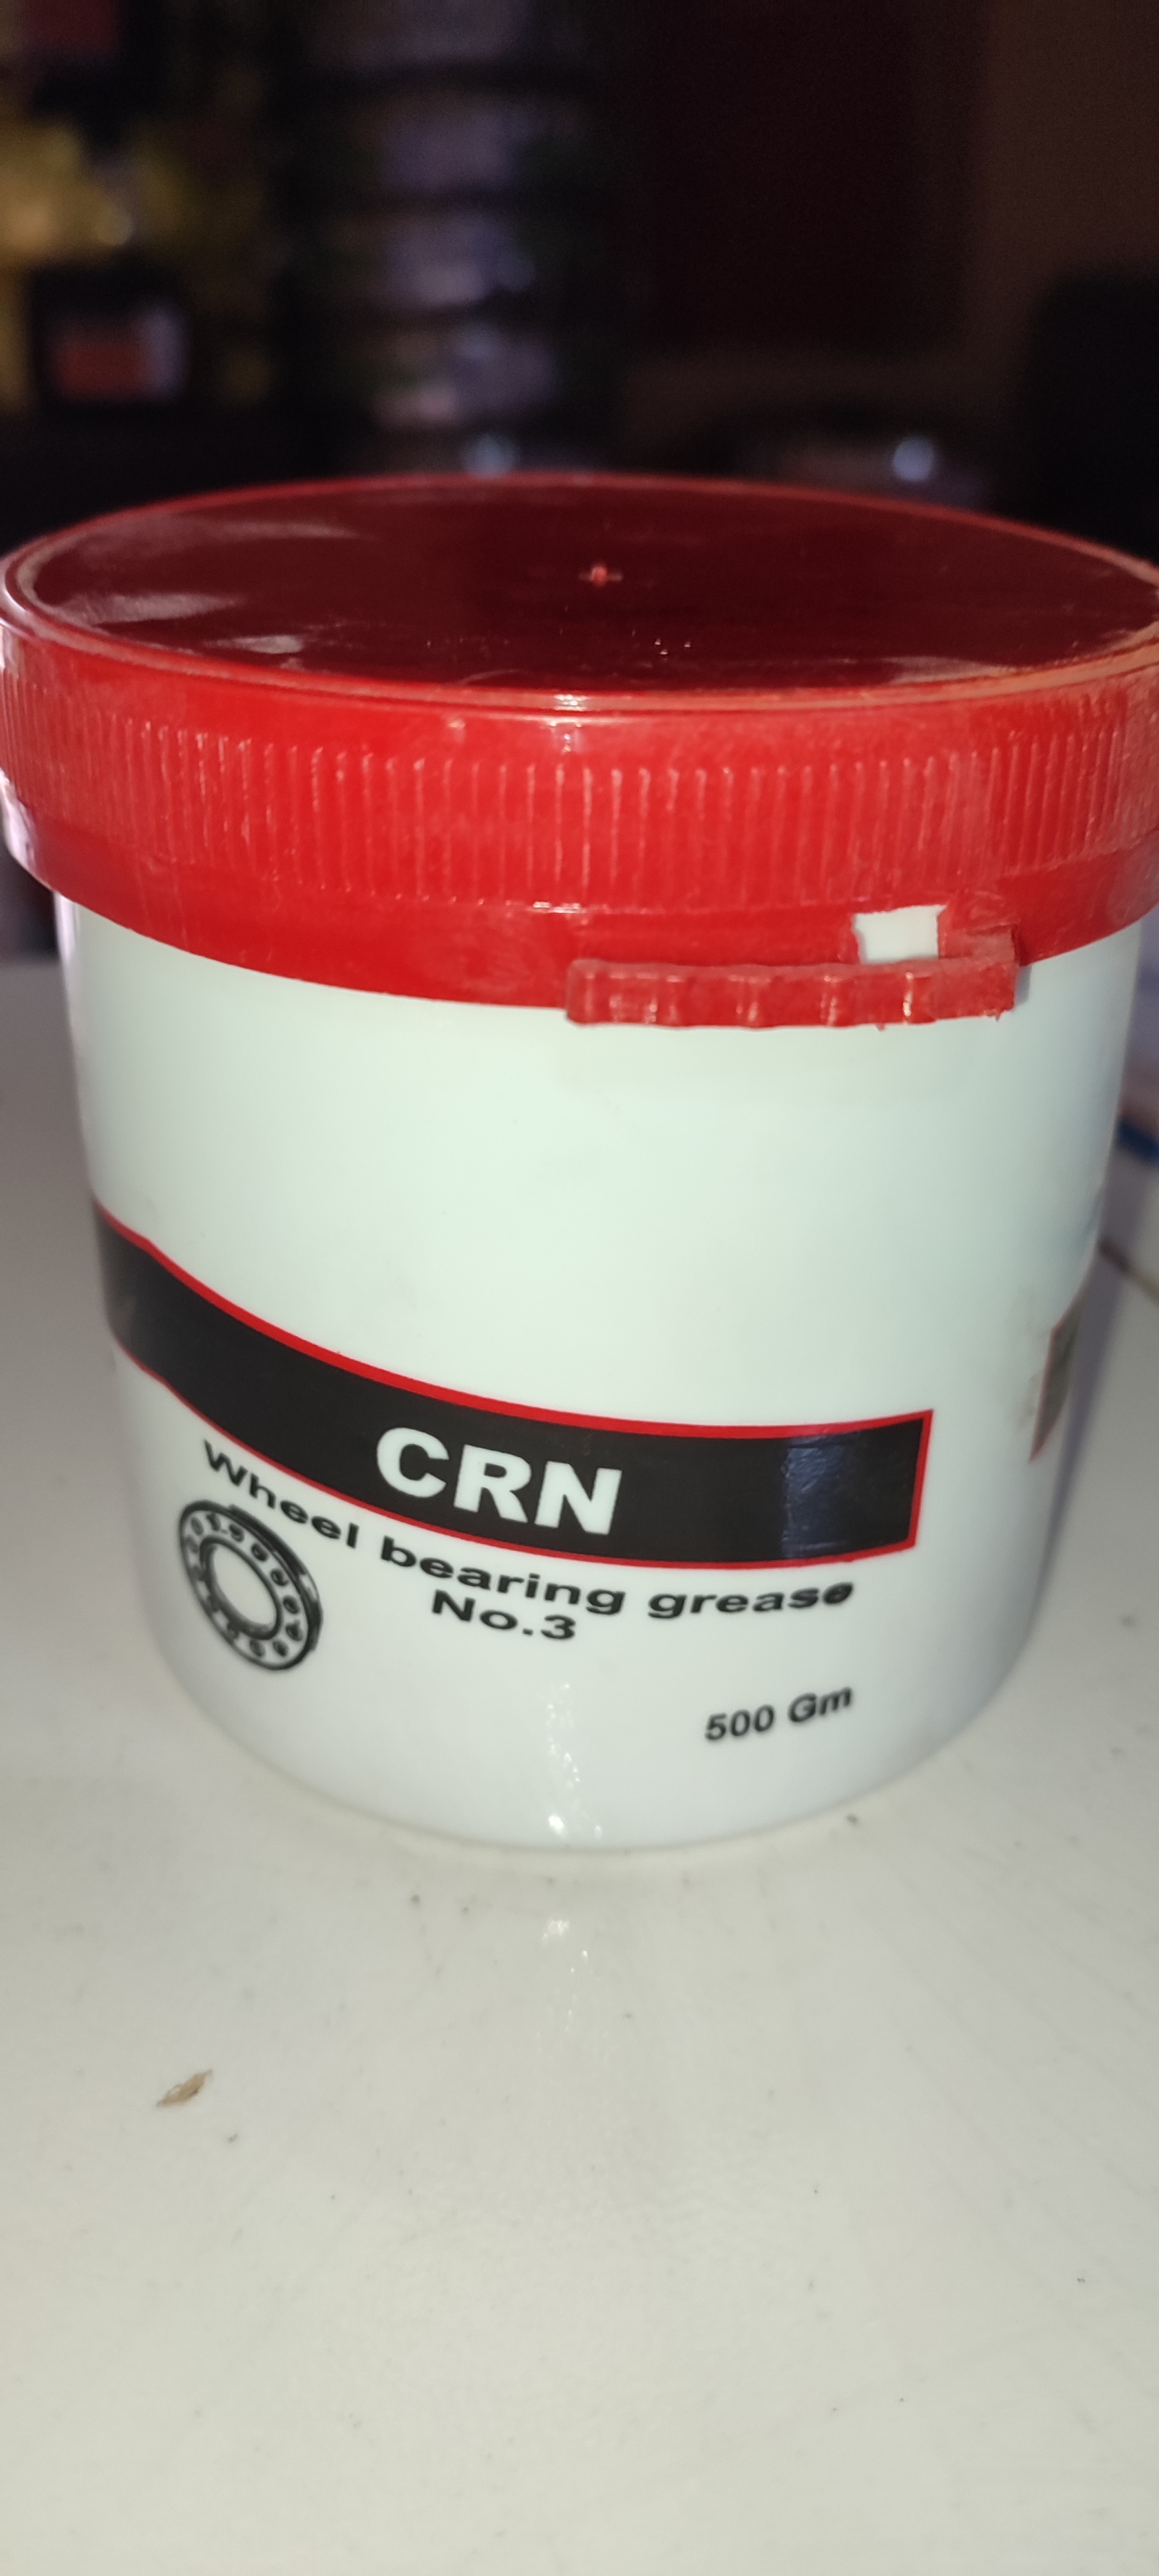 CRN
Wheel bearing grease
No.3
500 Gm